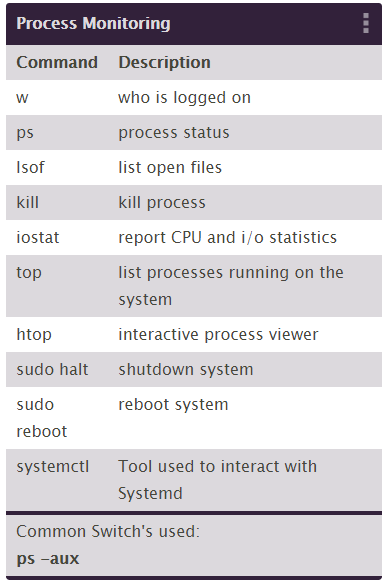 Process Monitoring
Command Description
w who is logged on
ps process status
lsof list open files
kill kill process
iostat report CPU and i/o statistics
top list processes running on the
system
htop interactive process viewer
sudo halt shutdown system
sudo reboot system
reboot
systemctl Tool used to interact with
Systemd
Common Switch's used:
ps –aux